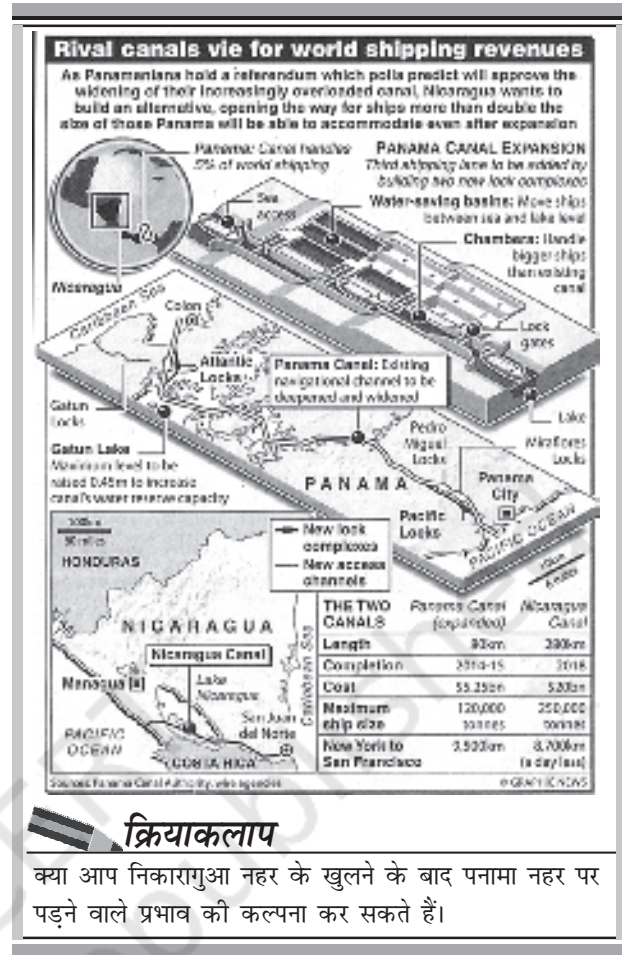 Rival canals vie for world shipping revenues
As Panamanians hold a referendum which polls predict will approve the
widening of their increasingly overloaded canal, Nicaragua wants to
build an alternative, opening the way for ships more than double the
size of those Panama will be able to accommodate even after expansion
Panama: Canal handles
5% of world shipping
PANAMA CANAL EXPANSION
Third shipping lane to be added by
building two new lock complexes
Sea
access
Water-saving basins: Move ships
between sea and lake level
Chambers: Handle
bigger ships
than existing
canal
Nicaragua
Caribbean Sea
Colon
Lock
gates
Atlantic
Locks
Panama Canal: Existing
navigational channel to be
deepened and widened
Gatun
Locks
Lake
Pedro
Miguel
Locks
Miraflores
Locks
Gatun Lake
Maximum level to be
raised 0.45m to increase
canal's water reserve capacity
PANAMA
Panama
City
Pacific
Locks
PACIFIC OCEAN
New lock
complexes
New access
channels
HONDURAS
NICARAGUA
Nicaragua Canal
Managua
Lake
Nicaragua
San Juan
del Norte
Caribbean Sea
PACIFIC
OCEAN
COSTA RICA
THE TWO
CANALS
Panama Canal
(expanded)
Nicaragua
Canal
Length 80km
Completion 2014-15
Cost $5.25bn $20bn
Maximum
ship size
120,000
tonnes
250,000
tonnes
New York to
San Francisco
9,500km
8,700km
(a day less)
Sources: Panama Canal Authority, wire agencies
© GRAPHIC NEWS
क्रियाकलाप
क्या आप निकारागुआ नहर के खुलने के बाद पनामा नहर पर
पड़ने वाले प्रभाव की कल्पना कर सकते हैं।